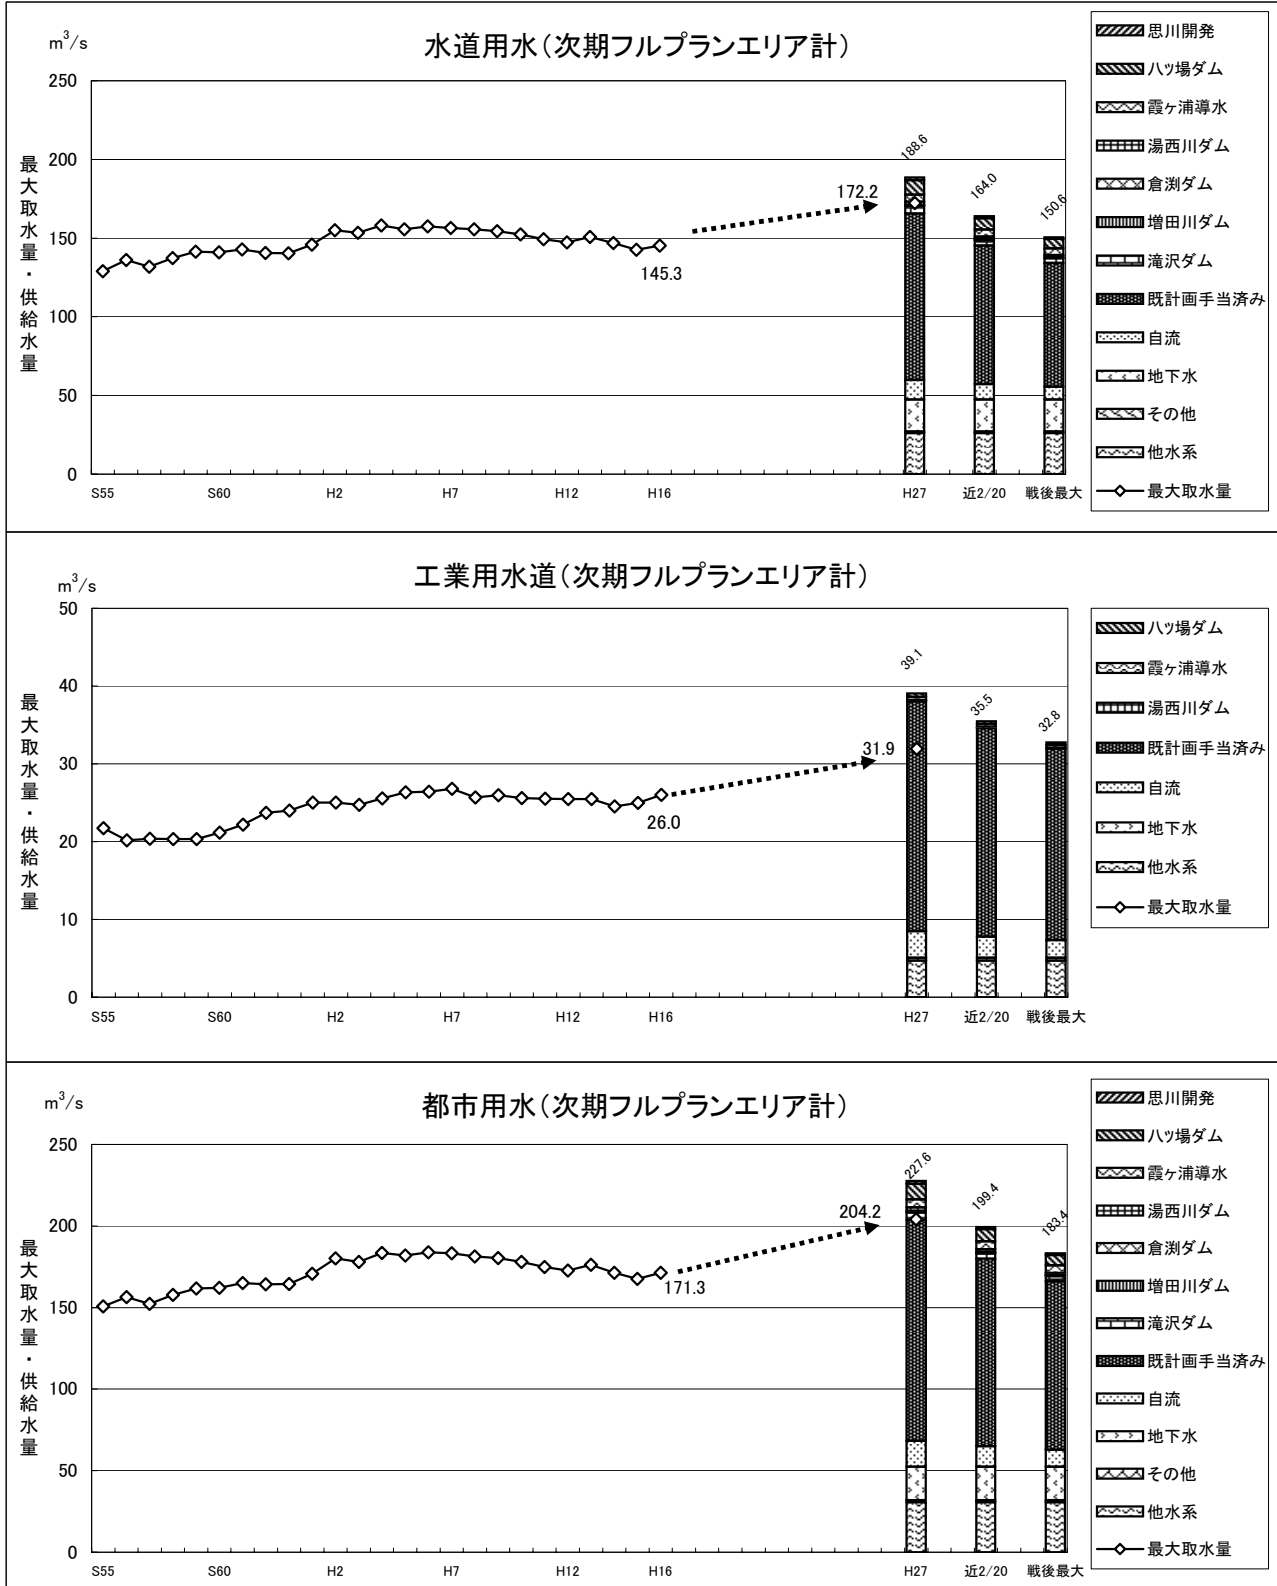 水道用水(次期フルプランエリア計)
m3/s
最大取水量・供給水量
250
200
150
100
50
0
172.2
145.3
188.6
164.0
150.6
S55 S60 H2 H7 H12 H16 H27 近2/20 戦後最大
思川開発
八ッ場ダム
霞ヶ浦導水
湯西川ダム
倉渕ダム
増田川ダム
滝沢ダム
既計画手当済み
自流
地下水
その他
他水系
最大取水量
工業用水道(次期フルプランエリア計)
m3/s
最大取水量・供給水量
50
40
30
20
10
0
31.9
26.0
39.1
35.5
32.8
S55 S60 H2 H7 H12 H16 H27 近2/20 戦後最大
八ッ場ダム
霞ヶ浦導水
湯西川ダム
既計画手当済み
自流
地下水
他水系
最大取水量
都市用水(次期フルプランエリア計)
m3/s
最大取水量・供給水量
250
200
150
100
50
0
204.2
171.3
227.6
199.4
183.4
S55 S60 H2 H7 H12 H16 H27 近2/20 戦後最大
思川開発
八ッ場ダム
霞ヶ浦導水
湯西川ダム
倉渕ダム
増田川ダム
滝沢ダム
既計画手当済み
自流
地下水
その他
他水系
最大取水量